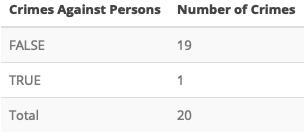 Crimes Against Persons Number of Crimes
FALSE 19
TRUE 1
Total 20